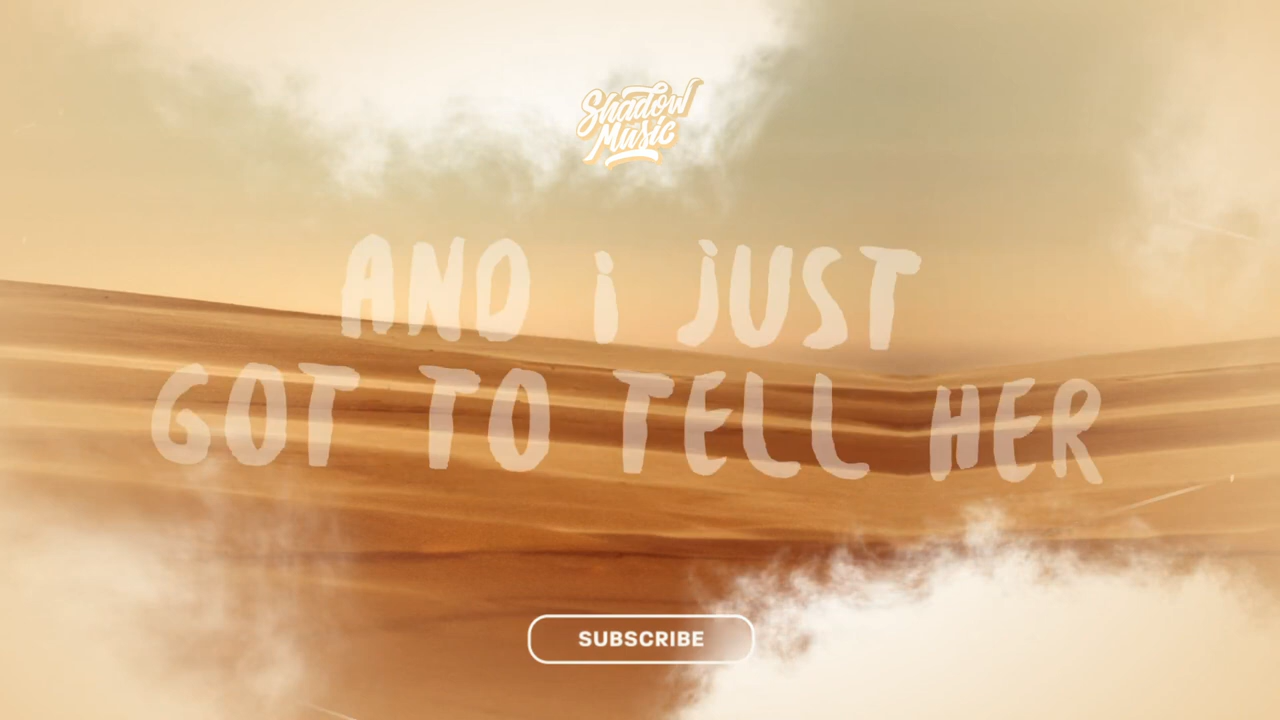 Shadow
Music
AND i jUST
GOT TO TELL HER
SUBSCRIBE